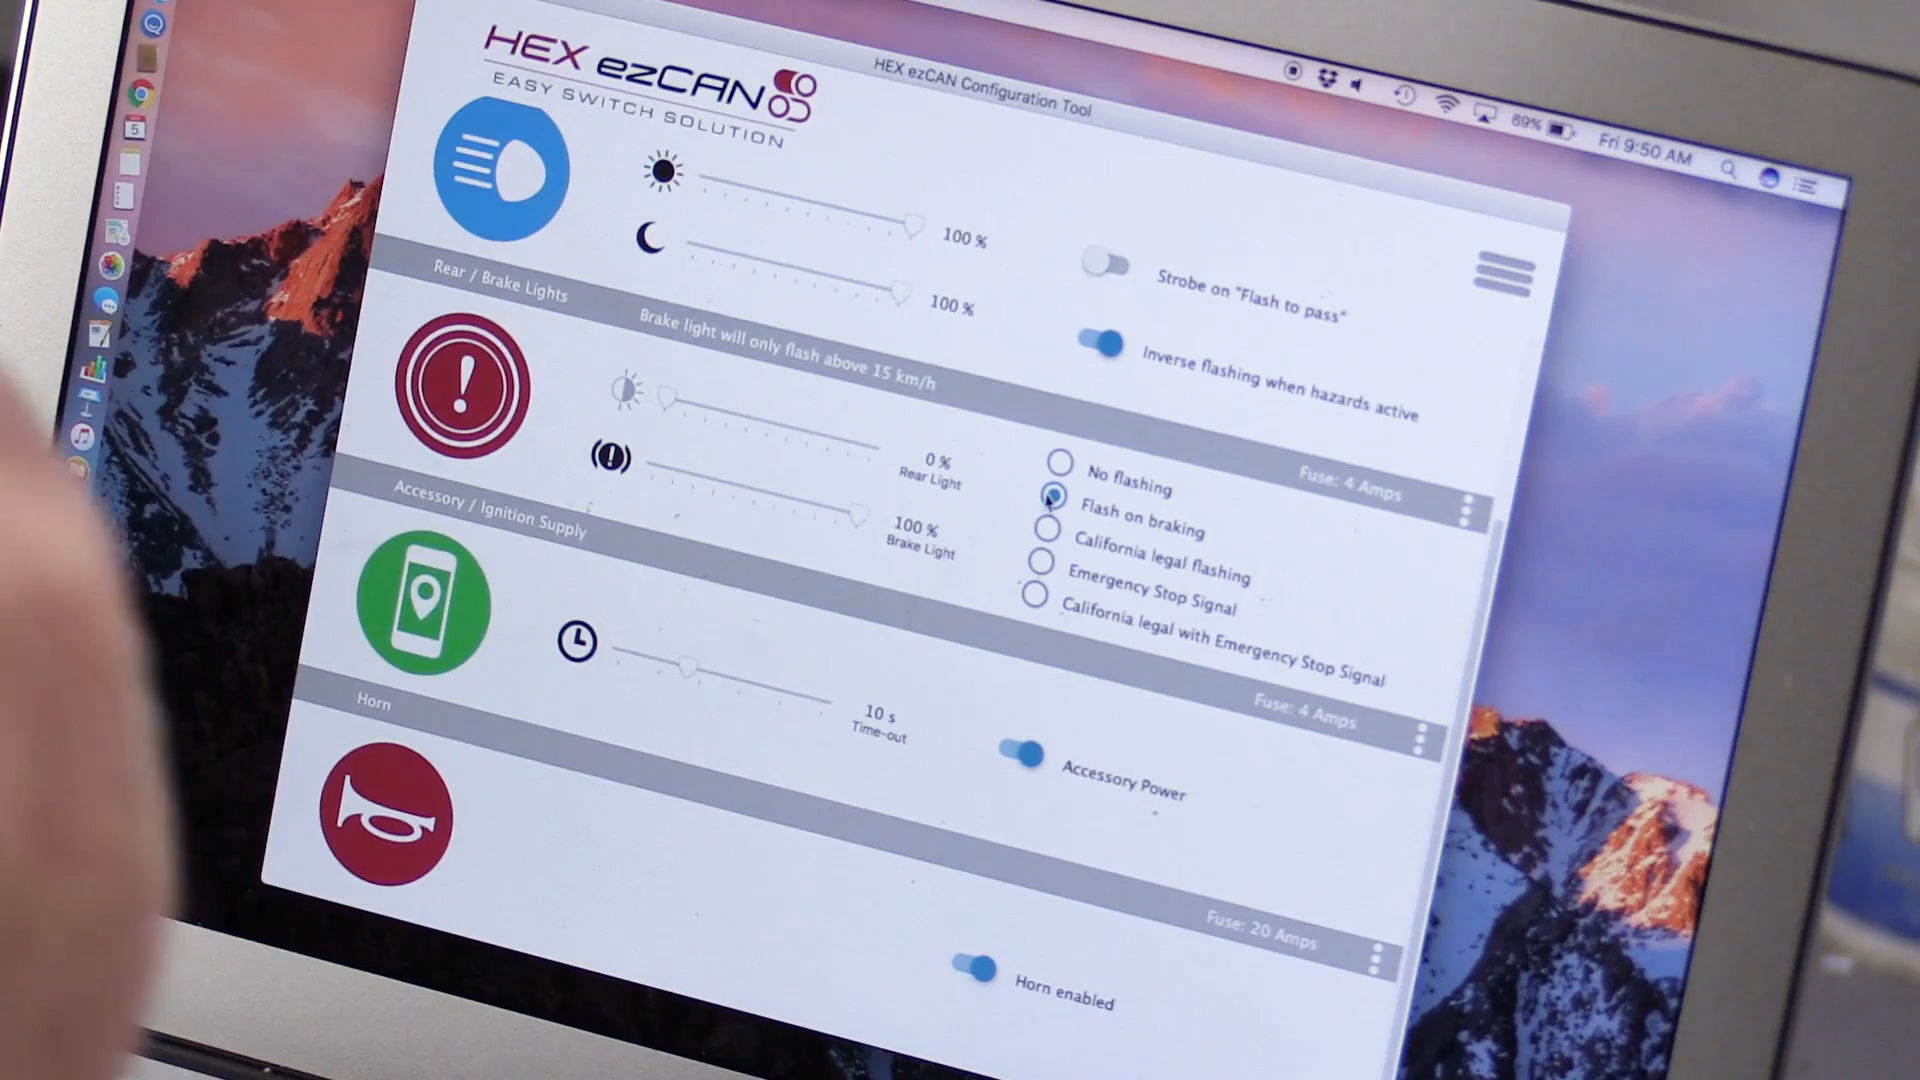 HEX ezCAN
EASY SWITCH SOLUTION
HEX ezCAN Configuration Tool
69%
Fri 9:50 AM
5
100 %
100 %
Strobe on "Flash to pass"
Inverse flashing when hazards active
Rear / Brake Lights
Brake light will only flash above 15 km/h
Fuse: 4 Amps
0 %
Rear Light
100 %
Brake Light
No flashing
Flash on braking
California legal flashing
Emergency Stop Signal
California legal with Emergency Stop Signal
Accessory / Ignition Supply
Fuse: 4 Amps
10 s
Time-out
Accessory Power
Horn
Fuse: 20 Amps
Horn enabled